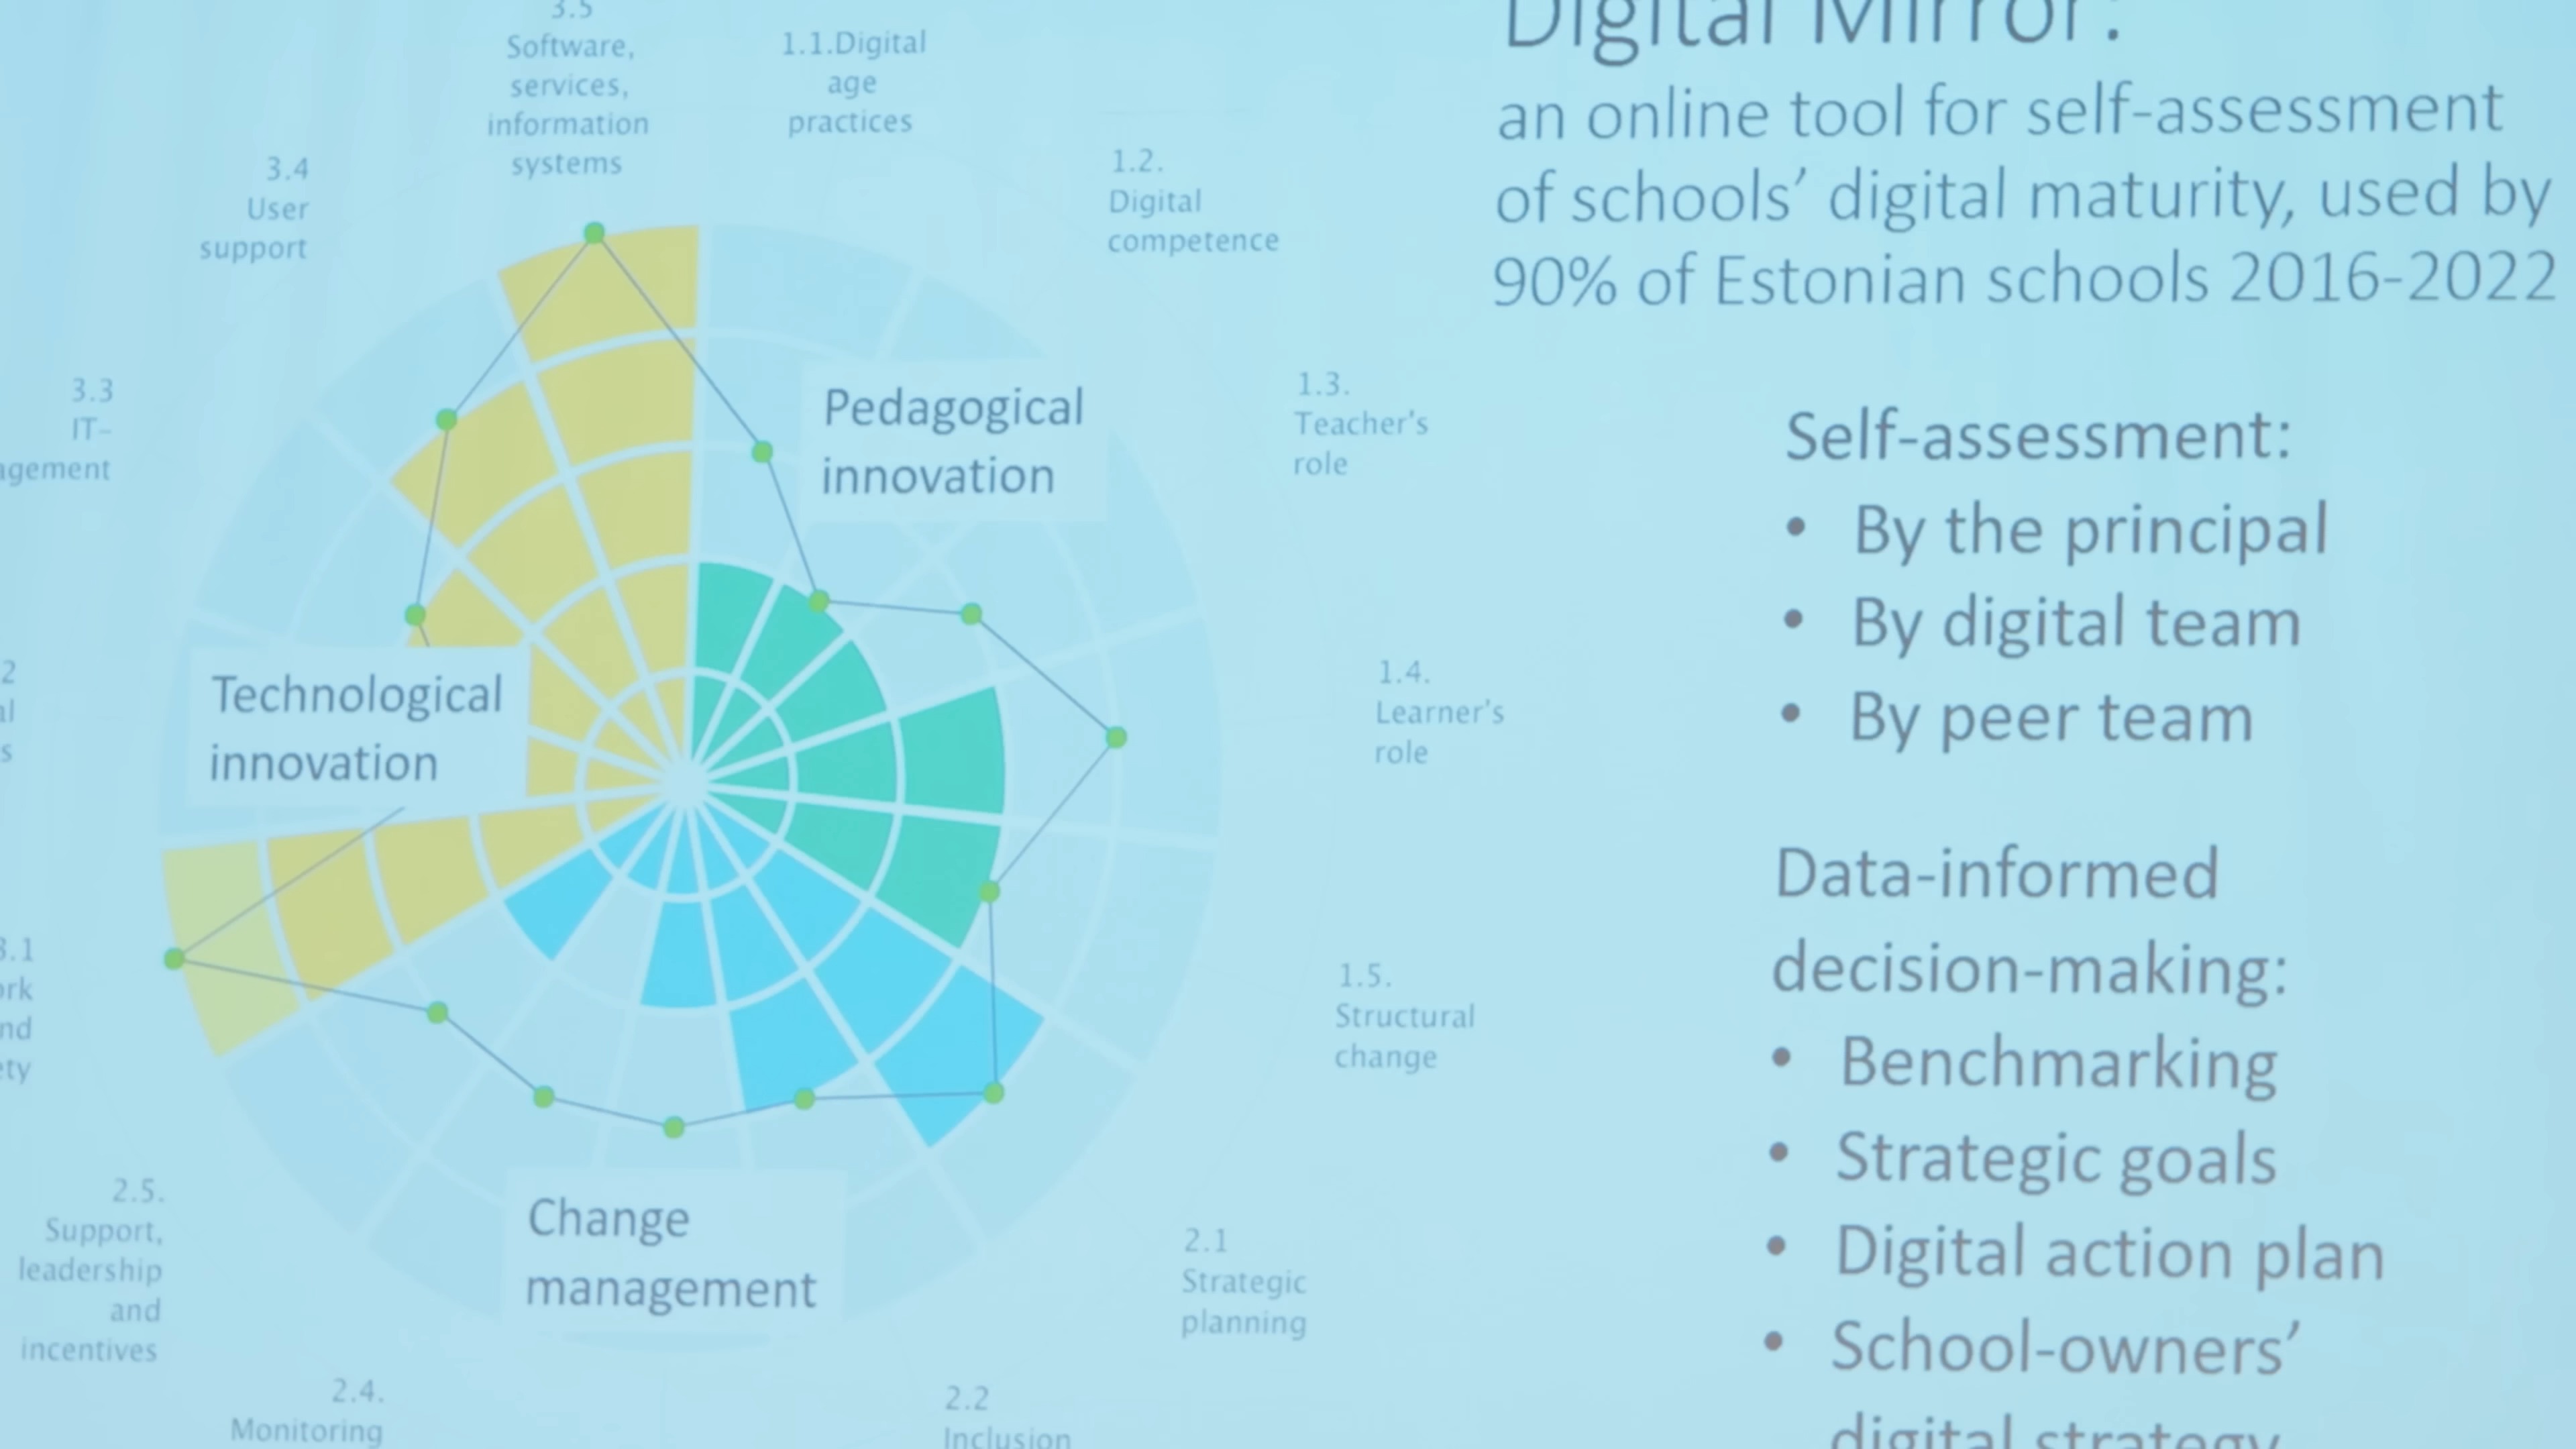 3.5
Software,
services,
information
systems
1.1.Digital
age
practices
1.2.
Digital
competence
1.3.
Teacher's
role
1.4.
Learner's
role
1.5.
Structural
change
2.1
Strategic
planning
2.2
Inclusion
2.4.
Monitoring
2.5.
Support,
leadership
and
incentives
3.3
IT-
3.4
User
support
Pedagogical
innovation
Technological
innovation
Change
management
Digital Mirror:
an online tool for self-assessment
of schools' digital maturity, used by
90% of Estonian schools 2016-2022
Self-assessment:
• By the principal
• By digital team
• By peer team
Data-informed
decision-making:
• Benchmarking
• Strategic goals
• Digital action plan
• School-owners'
digital strategy